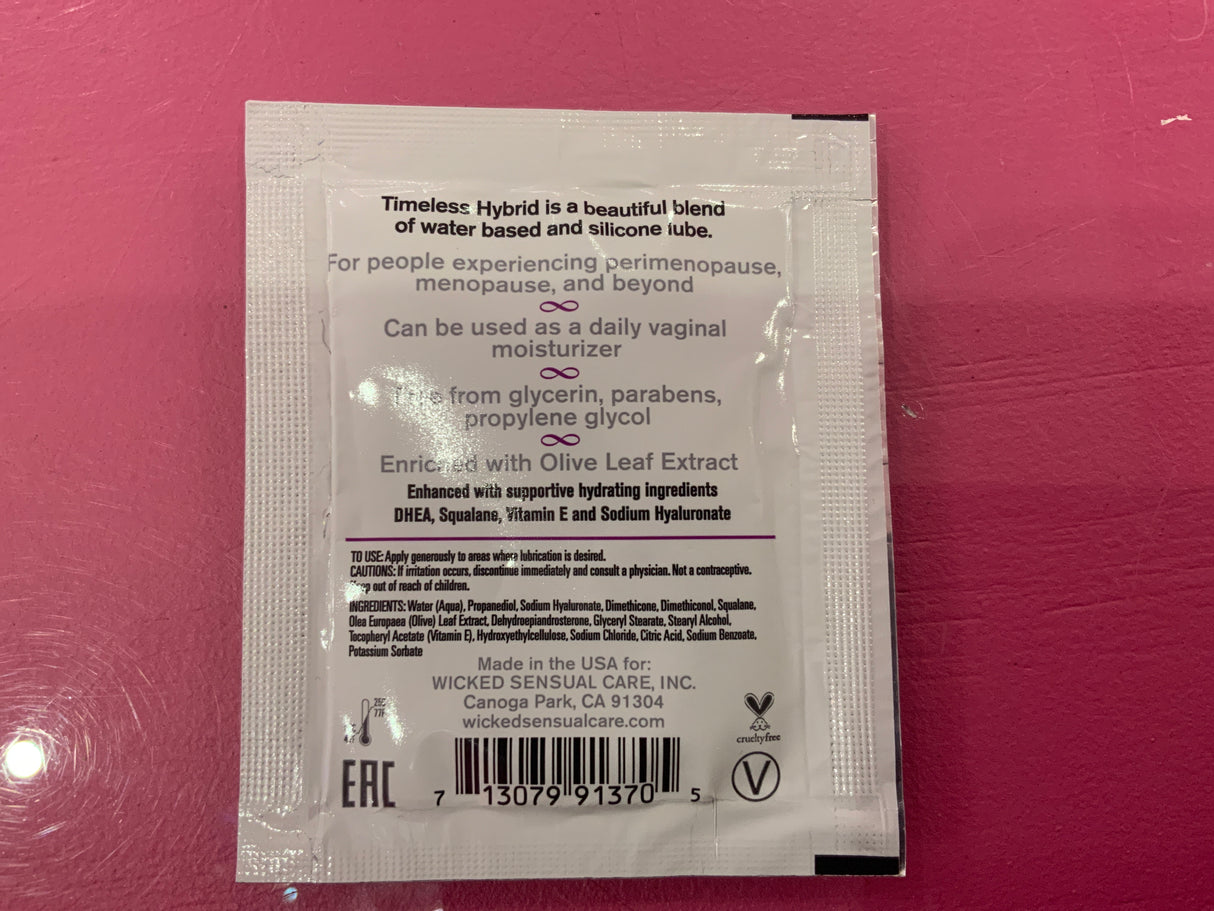 Timeless Hybrid is a beautiful blend
of water based and silicone lube.
For people experiencing perimenopause,
menopause, and beyond
Can be used as a daily vaginal
moisturizer
from glycerin, parabens,
propylene glycol
Enriched with Olive Leaf Extract
Enhanced with supportive hydrating ingredients
DHEA, Squalane, Vitamin E and Sodium Hyaluronate
TO USE: Apply generously to areas where lubrication is desired.
CAUTIONS: If irritation occurs, discontinue immediately and consult a physician. Not a contraceptive.
Keep out of reach of children.
INGREDIENTS: Water (Aqua), Propanediol, Sodium Hyaluronate, Dimethicone, Dimethiconol, Squalane,
Olea Europaea (Olive) Leaf Extract, Dehydroepiandrosterone, Glyceryl Stearate, Stearyl Alcohol,
Tocopheryl Acetate (Vitamin E), Hydroxyethylcellulose, Sodium Chloride, Citric Acid, Sodium Benzoate,
Potassium Sorbate
Made in the USA for:
WICKED SENSUAL CARE, INC.
Canoga Park, CA 91304
wickedsensualcare.com
77F
crueltyfree
EAC
7 13079 91370 5
V